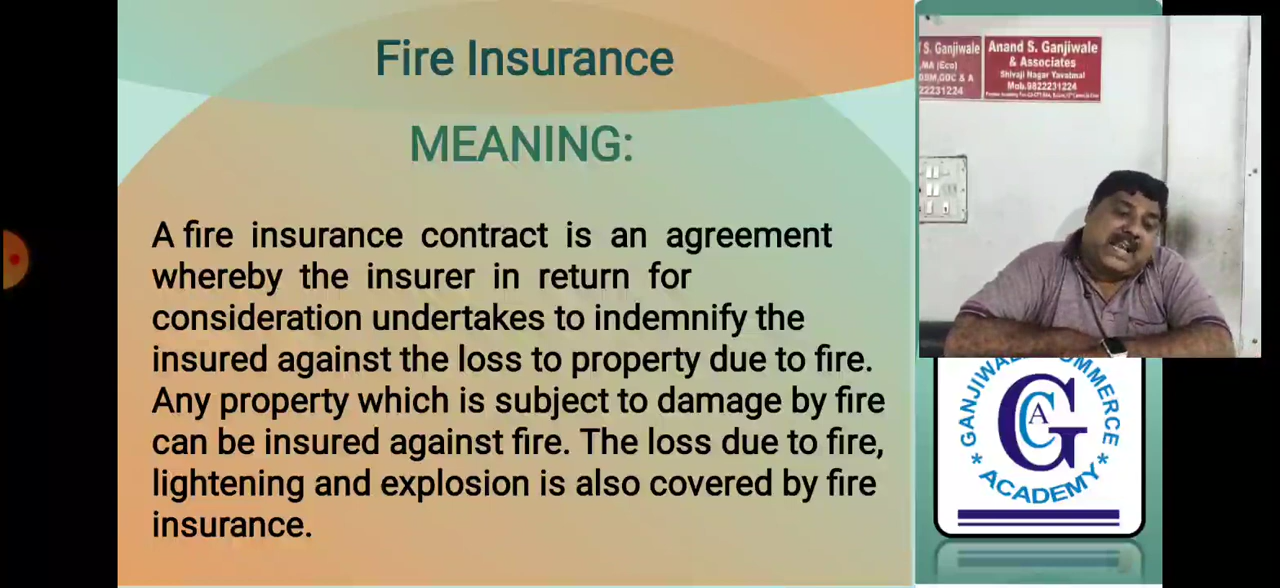 Fire Insurance
MEANING:
A fire insurance contract is an agreement
whereby the insurer in return for
consideration undertakes to indemnify the
insured against the loss to property due to fire.
Any property which is subject to damage by fire
can be insured against fire. The loss due to fire,
lightening and explosion is also covered by fire
insurance.
S. Ganjiwale
MA (Eco)
22231224
Anand S. Ganjiwale
& Associates
Shivaji Nagar Yavatmal
Mob.9822231224
ACADEMY